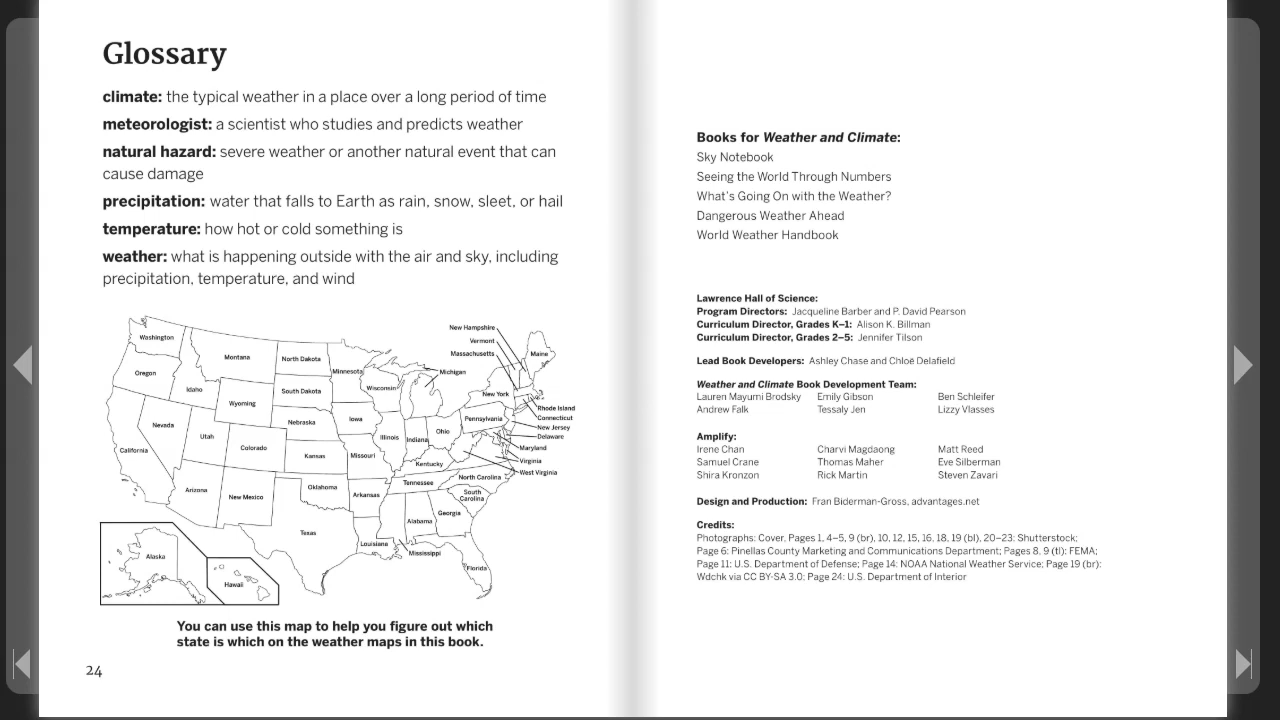 Glossary
climate: the typical weather in a place over a long period of time
meteorologist: a scientist who studies and predicts weather
natural hazard: severe weather or another natural event that can
cause damage
precipitation: water that falls to Earth as rain, snow, sleet, or hail
temperature: how hot or cold something is
weather: what is happening outside with the air and sky, including
precipitation, temperature, and wind
Washington
Oregon
Idaho
Montana
North Dakota
South Dakota
Wyoming
Nebraska
Nevada
Utah
Colorado
California
Arizona
New Mexico
Kansas
Oklahoma
Texas
Minnesota
Iowa
Missouri
Arkansas
Louisiana
Wisconsin
Illinois
Indiana
Michigan
Ohio
Kentucky
Tennessee
Mississippi
Alabama
Georgia
Florida
South
Carolina
North Carolina
New Hampshire
Vermont
Massachusetts
Maine
New York
Pennsylvania
Rhode Island
Connecticut
New Jersey
Delaware
Maryland
Virginia
West Virginia
Alaska
Hawaii
You can use this map to help you figure out which
state is which on the weather maps in this book.
24
Books for Weather and Climate:
Sky Notebook
Seeing the World Through Numbers
What's Going On with the Weather?
Dangerous Weather Ahead
World Weather Handbook
Lawrence Hall of Science:
Program Directors: Jacqueline Barber and P. David Pearson
Curriculum Director, Grades K–1: Alison K. Billman
Curriculum Director, Grades 2–5: Jennifer Tilson
Lead Book Developers: Ashley Chase and Chloë Delafield
Weather and Climate Book Development Team:
Lauren Mayumi Brodsky Emily Gibson Ben Schleifer
Andrew Falk Tessaly Jen Lizzy Vlasses
Amplify:
Irene Chan Charvi Magdaong Matt Reed
Samuel Crane Thomas Maher Eve Silberman
Shira Kronzon Rick Martin Steven Zavari
Design and Production: Fran Biderman-Gross, advantages.net
Credits:
Photographs: Cover, Pages 1, 4–5, 9 (br), 10, 12, 15, 16, 18, 19 (bl), 20–23: Shutterstock;
Page 6: Pinellas County Marketing and Communications Department; Pages 8, 9 (tl): FEMA;
Page 11: U.S. Department of Defense; Page 14: NOAA National Weather Service; Page 19 (br):
Wdchk via CC BY-SA 3.0; Page 24: U.S. Department of Interior